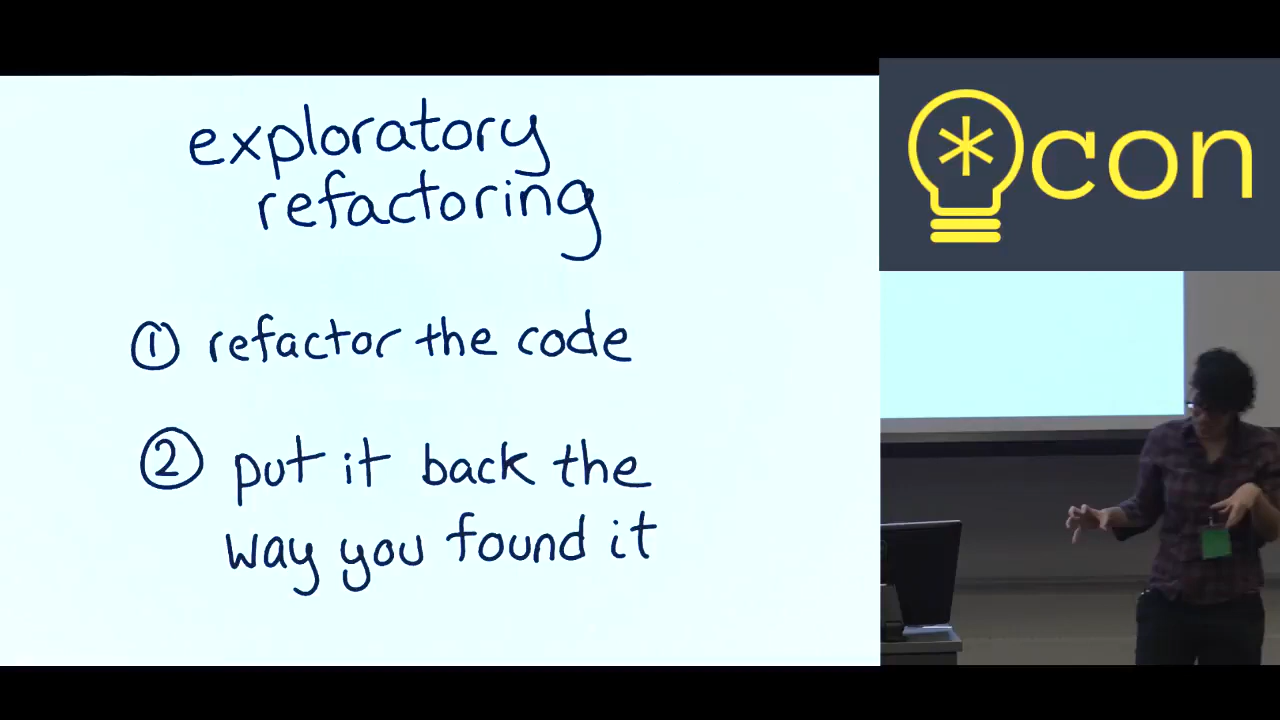 exploratory
refactoring
① refactor the code
② put it back the
way you found it
*con